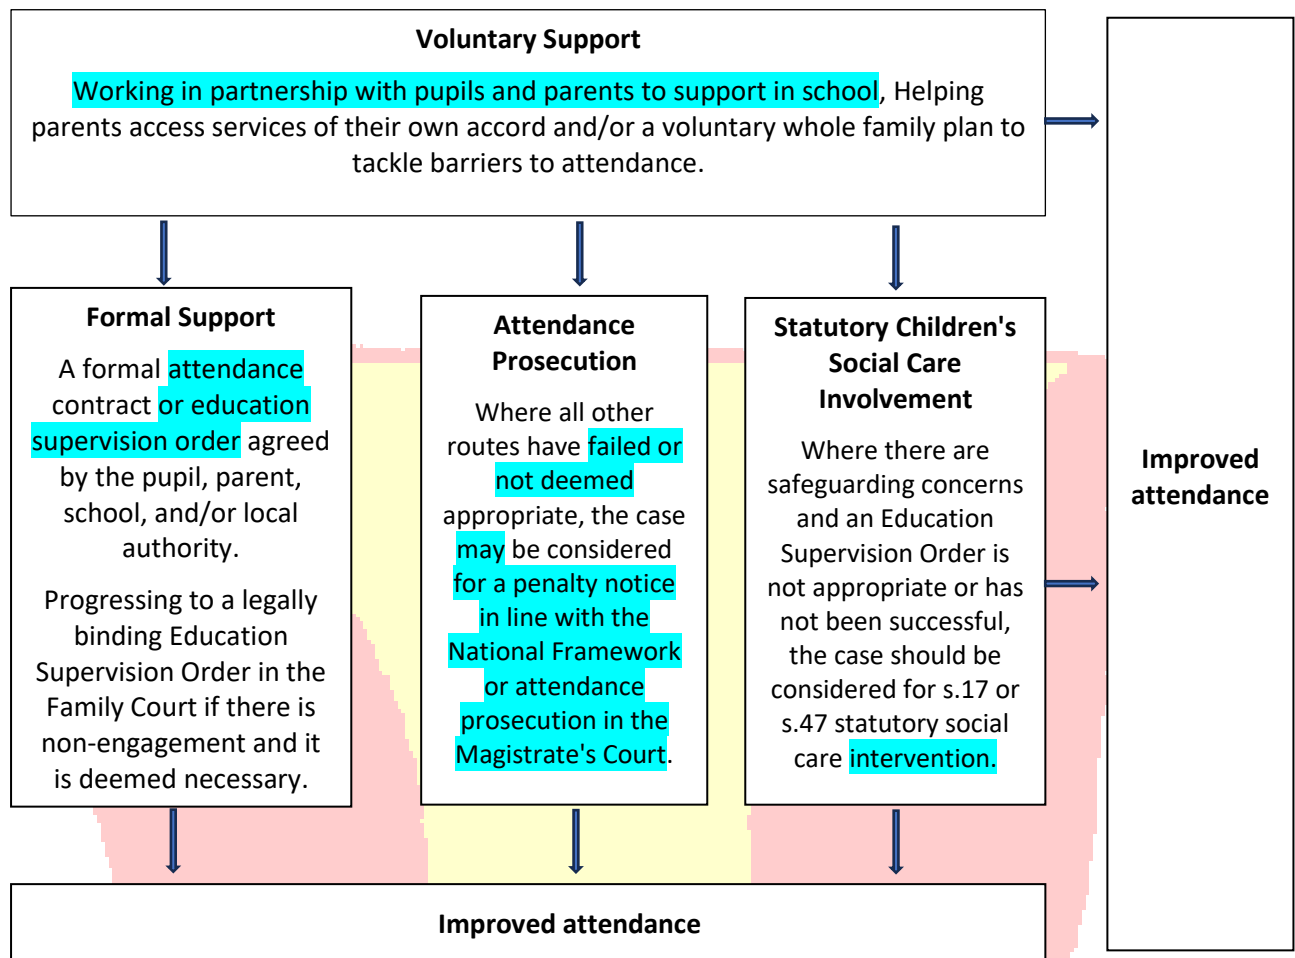 Voluntary Support
Working in partnership with pupils and parents to support in school, Helping
parents access services of their own accord and/or a voluntary whole family plan to
tackle barriers to attendance.
Formal Support
A formal attendance
contract or education
supervision order agreed
by the pupil, parent,
school, and/or local
authority.
Progressing to a legally
binding Education
Supervision Order in the
Family Court if there is
non-engagement and it
is deemed necessary.
Attendance
Prosecution
Where all other
routes have failed or
not deemed
appropriate, the case
may be considered
for a penalty notice
in line with the
National Framework
or attendance
prosecution in the
Magistrate's Court.
Statutory Children's
Social Care
Involvement
Where there are
safeguarding concerns
and an Education
Supervision Order is
not appropriate or has
not been successful,
the case should be
considered for s.17 or
s.47 statutory social
care intervention.
Improved
attendance
Improved attendance